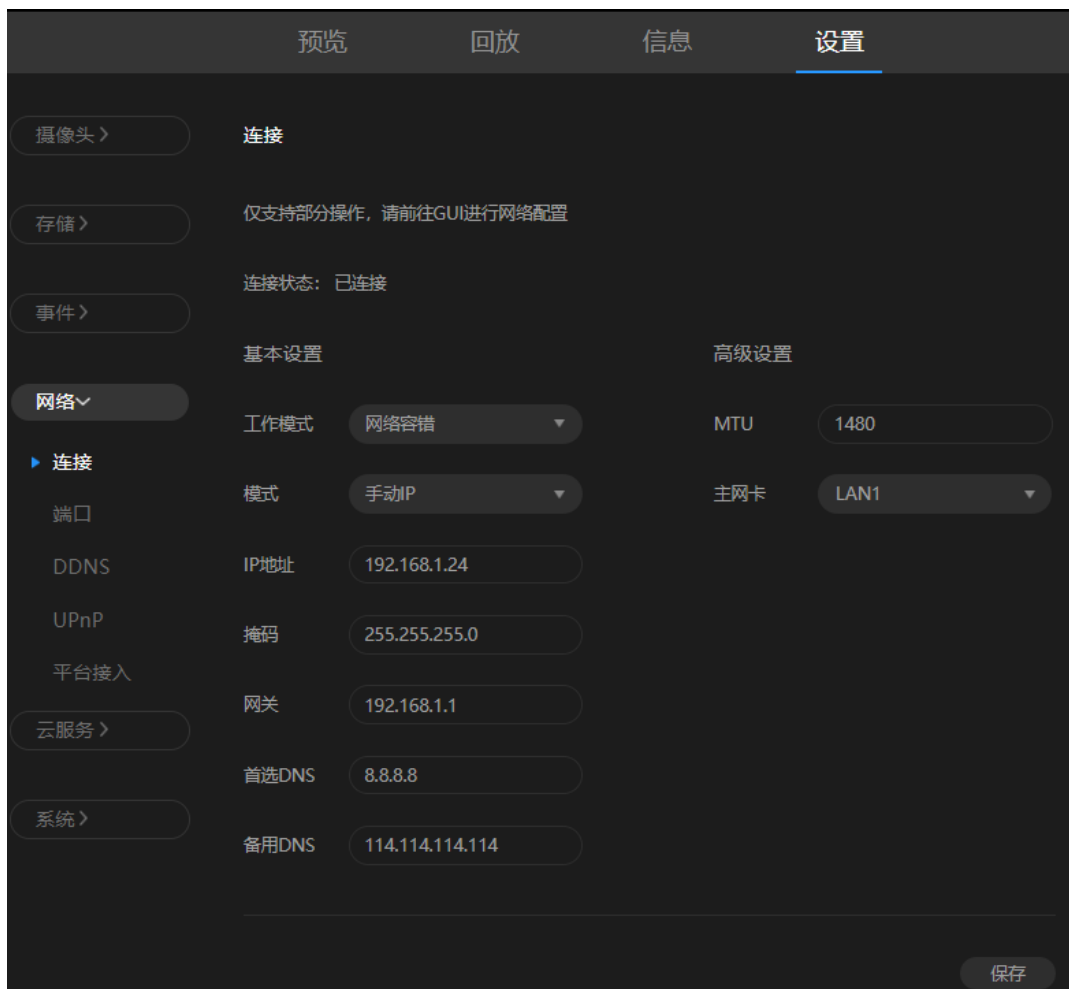 预览 回放 信息 设置
摄像头
存储
事件
网络
连接
端口
DDNS
UPnP
平台接入
云服务
系统
连接
仅支持部分操作，请前往GUI进行网络配置
连接状态： 已连接
基本设置 高级设置
工作模式 网络容错 MTU 1480
模式 手动IP 主网卡 LAN1
IP地址 192.168.1.24
掩码 255.255.255.0
网关 192.168.1.1
首选DNS 8.8.8.8
备用DNS 114.114.114.114
保存